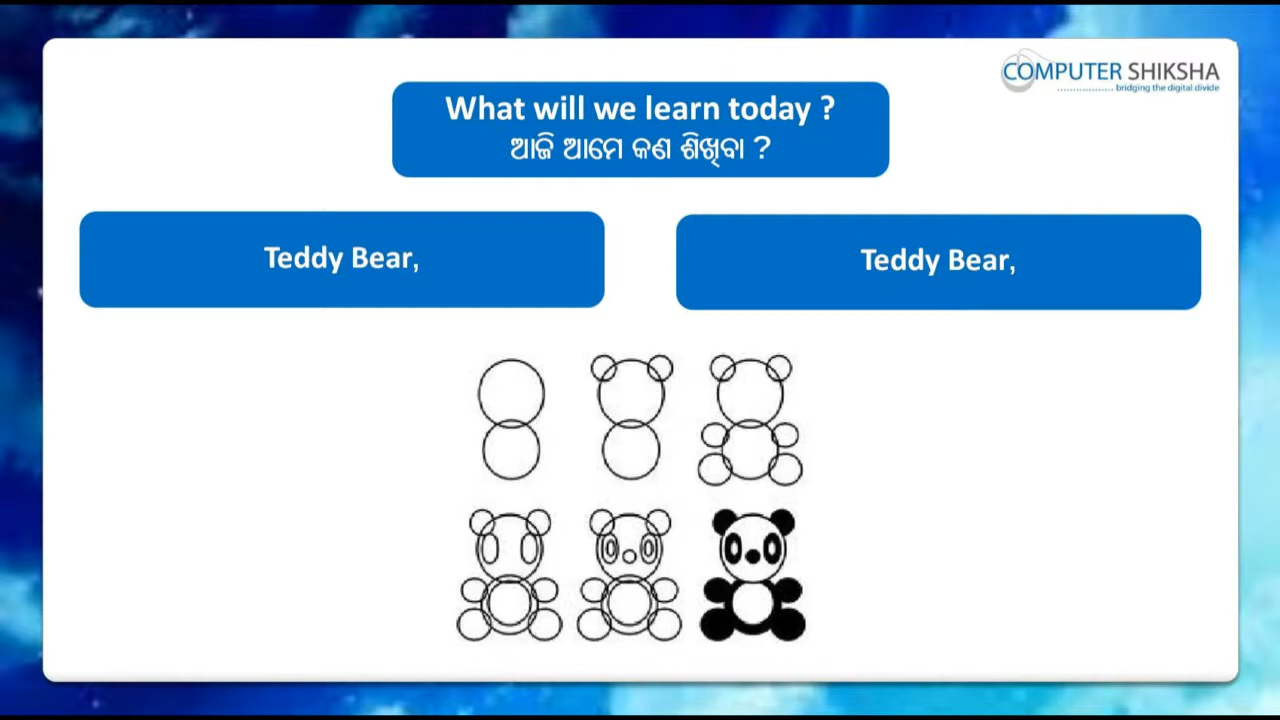 COMPUTER SHIKSHA
bridging the digital divide
What will we learn today ?
ଆଜି ଆମେ କଣ ଶିଖିବା ?
Teddy Bear,
Teddy Bear,